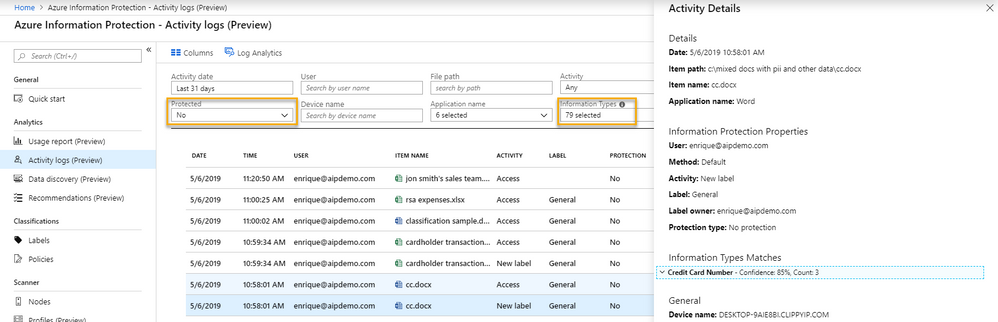 Home > Azure Information Protection - Activity logs (Preview)
Azure Information Protection - Activity logs (Preview)
Search (Ctrl+/)
«
General
Quick start
Analytics
Usage report (Preview)
Activity logs (Preview)
Data discovery (Preview)
Recommendations (Preview)
Classifications
Labels
Policies
Scanner
Nodes
Profiles (Preview)
Columns
Log Analytics
Activity date User File path Activity
Last 31 days Search by user name search by path Any
Protected Device name Application name Information Types
No Search by device name 6 selected 79 selected
DATE TIME USER ITEM NAME ACTIVITY LABEL PROTECTION
5/6/2019 11:20:50 AM enrique@aipdemo.com jon smith's sales team.... Access No
5/6/2019 11:00:25 AM enrique@aipdemo.com rsa expenses.xlsx Access General No
5/6/2019 11:00:02 AM enrique@aipdemo.com classification sample.d... Access General No
5/6/2019 10:59:34 AM enrique@aipdemo.com cardholder transaction... Access General No
5/6/2019 10:59:34 AM enrique@aipdemo.com cardholder transaction... New label General No
5/6/2019 10:58:01 AM enrique@aipdemo.com cc.docx Access General No
5/6/2019 10:58:01 AM enrique@aipdemo.com cc.docx New label General No
Activity Details
Details
Date: 5/6/2019 10:58:01 AM
Item path: c:\mixed docs with pii and other data\cc.docx
Item name: cc.docx
Application name: Word
Information Protection Properties
User: enrique@aipdemo.com
Method: Default
Activity: New label
Label: General
Label owner: enrique@aipdemo.com
Protection type: No protection
Information Types Matches
Credit Card Number - Confidence: 85%, Count: 3
General
Device name: DESKTOP-9AIE8BI.CLIPPYIP.COM